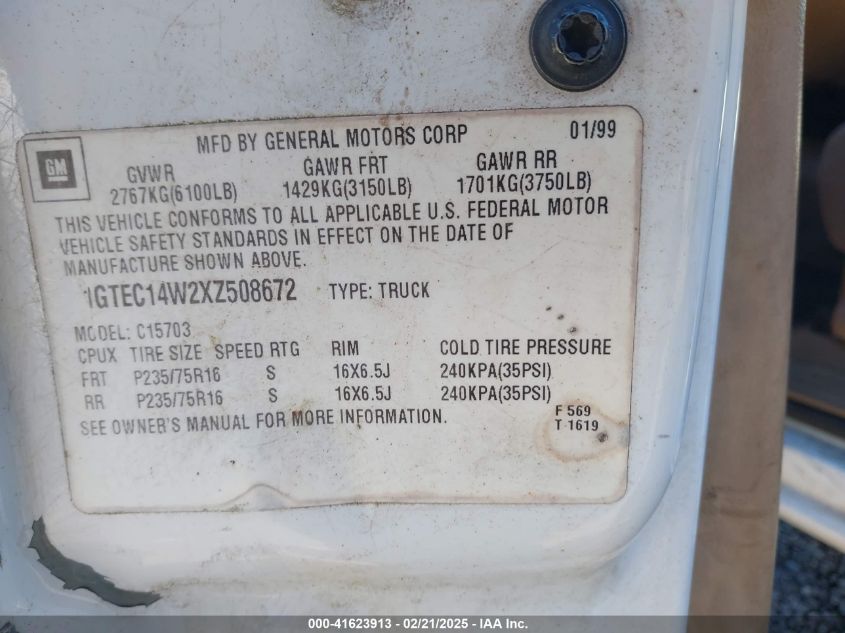 MFD BY GENERAL MOTORS CORP 01/99
GM
GVWR GAWR FRT GAWR RR
2767KG(6100LB) 1429KG(3150LB) 1701KG(3750LB)
THIS VEHICLE CONFORMS TO ALL APPLICABLE U.S. FEDERAL MOTOR
VEHICLE SAFETY STANDARDS IN EFFECT ON THE DATE OF
MANUFACTURE SHOWN ABOVE.
1GTEC14W2XZ508672 TYPE: TRUCK
MODEL: C15703
CPUX TIRE SIZE SPEED RTG RIM COLD TIRE PRESSURE
FRT P235/75R16 S 16X6.5J 240KPA(35PSI)
RR P235/75R16 S 16X6.5J 240KPA(35PSI)
SEE OWNER'S MANUAL FOR MORE INFORMATION.
F 569
T 1619
000-41623913 - 02/21/2025 - IAA Inc.